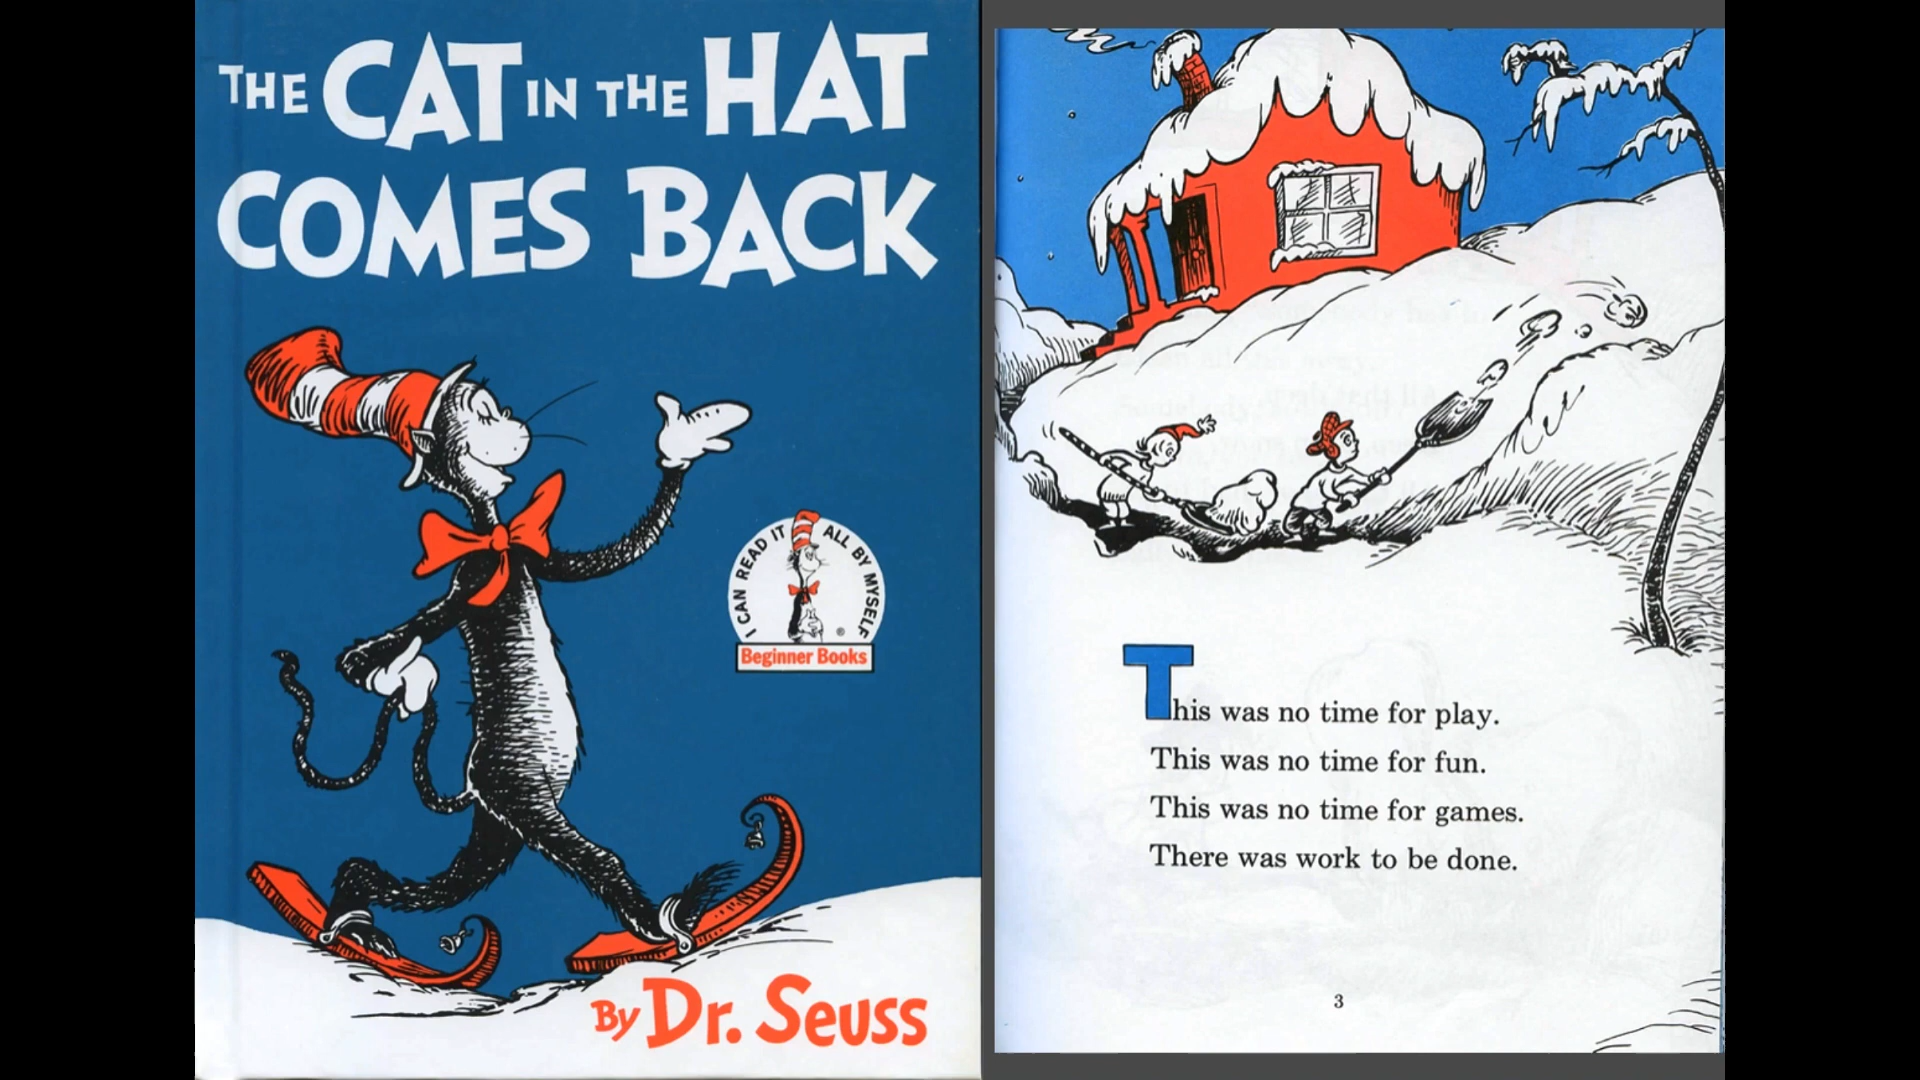 THE CAT IN THE HAT
COMES BACK
I CAN READ IT ALL BY MYSELF
®
Beginner Books
By Dr. Seuss
This was no time for play.
This was no time for fun.
This was no time for games.
There was work to be done.
3